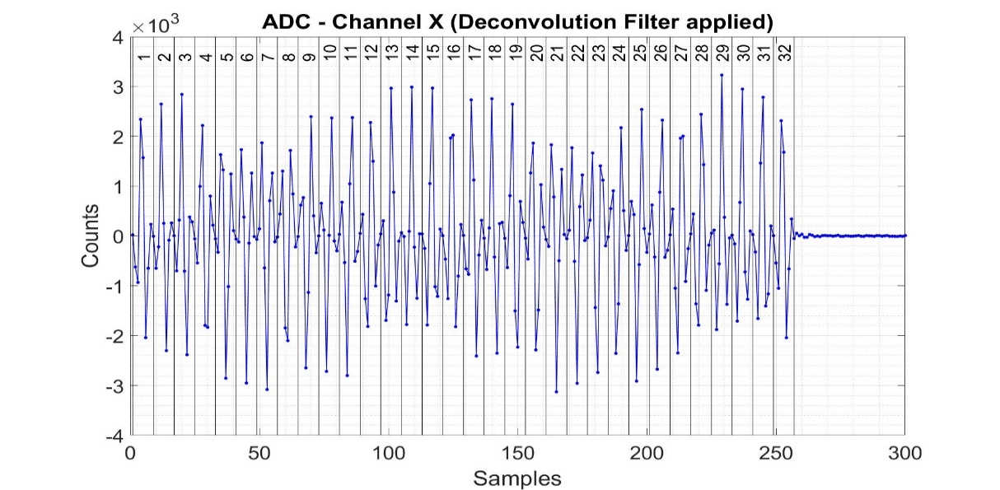 ADC - Channel X (Deconvolution Filter applied)
×10³
4
3
2
1
0
-1
-2
-3
-4
Counts
1 2 3 4 5 6 7 8 9 10 11 12 13 14 15 16 17 18 19 20 21 22 23 24 25 26 27 28 29 30 31 32
0 50 100 150 200 250 300
Samples